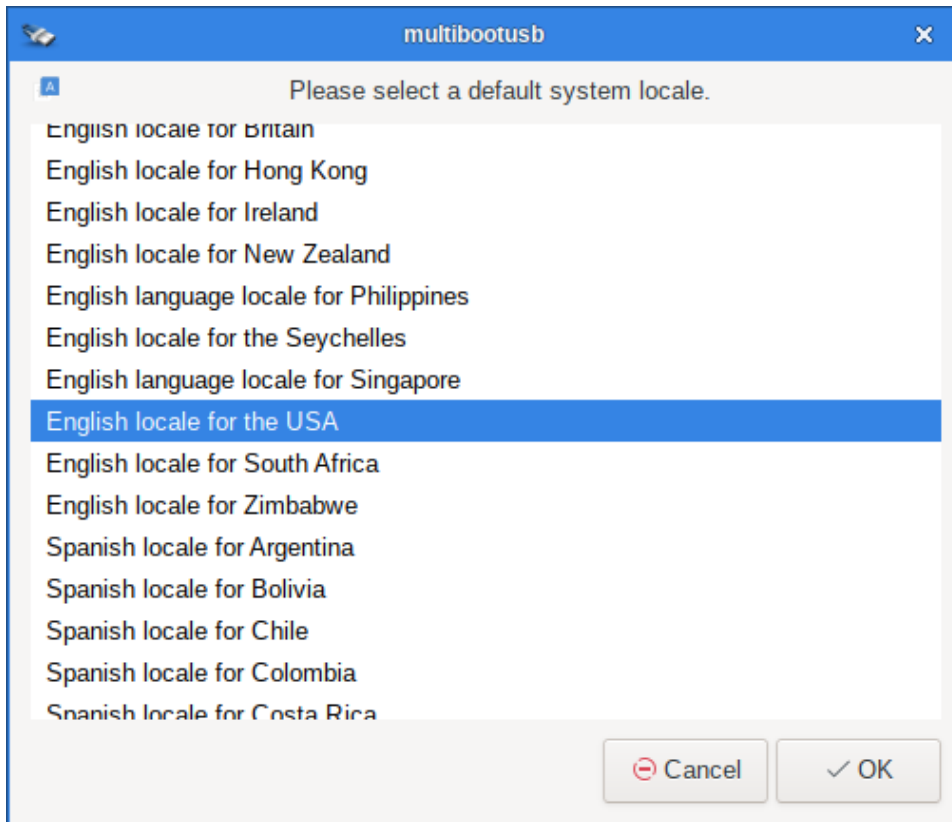 multibootusb
A
Please select a default system locale.
English locale for Britain
English locale for Hong Kong
English locale for Ireland
English locale for New Zealand
English language locale for Philippines
English locale for the Seychelles
English language locale for Singapore
English locale for the USA
English locale for South Africa
English locale for Zimbabwe
Spanish locale for Argentina
Spanish locale for Bolivia
Spanish locale for Chile
Spanish locale for Colombia
Spanish locale for Costa Rica
Cancel OK